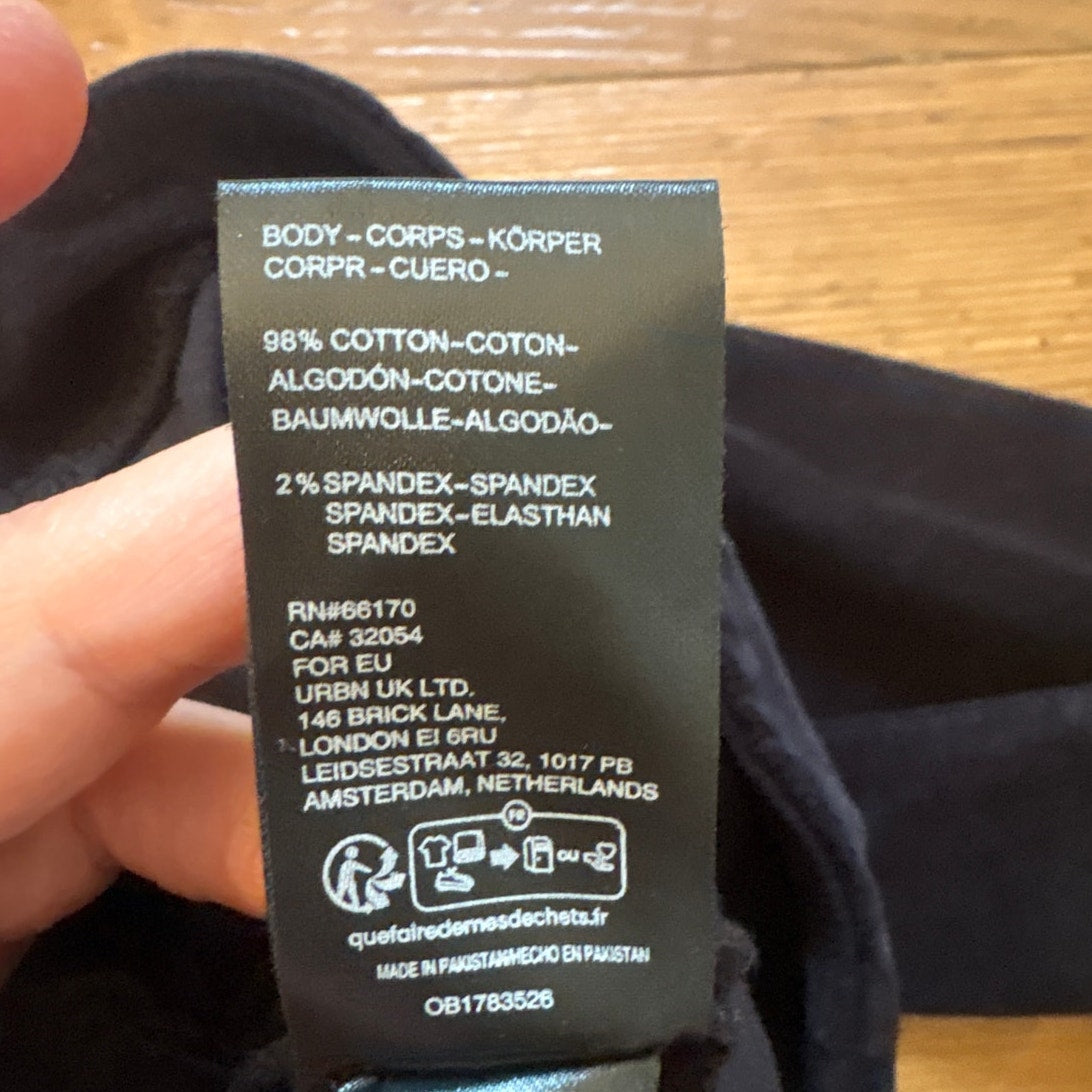 BODY-CORPS-KÖRPER
CORPR-CUERO-
98% COTTON-COTON-
ALGODÓN-COTONE-
BAUMWOLLE-ALGODÃO-
2% SPANDEX-SPANDEX
SPANDEX-ELASTHAN
SPANDEX
RN#66170
CA# 32054
FOR EU
URBN UK LTD.
146 BRICK LANE,
LONDON EI 6RU
LEIDSESTRAAT 32, 1017 PB
AMSTERDAM, NETHERLANDS
FR
OU
quefairedemesdechets.fr
MADE IN PAKISTAN/HECHO EN PAKISTAN
OB1783526